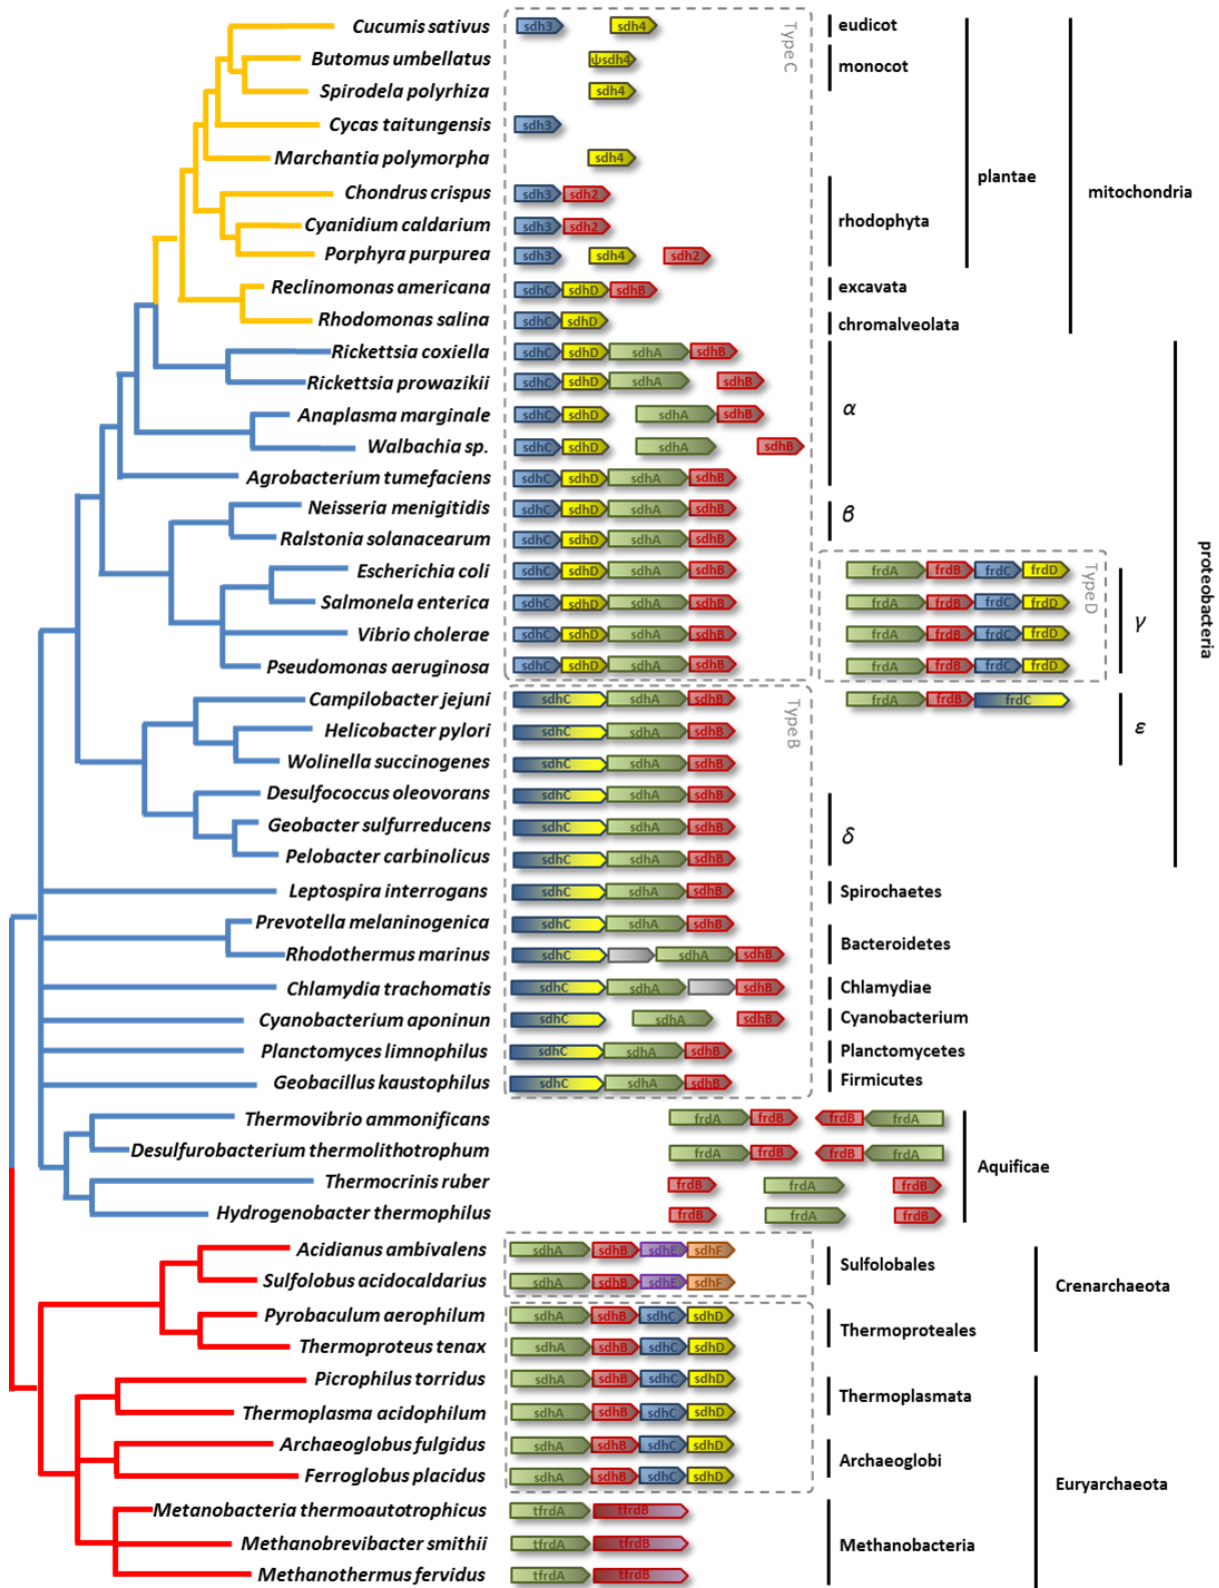 Cucumis sativus sdh3 sdh4 eudicot
Type C
Butomus umbellatus ψsdh4 monocot
Spirodela polyrhiza sdh4
Cycas taitungensis sdh3
Marchantia polymorpha sdh4
plantae
mitochondria
Chondrus crispus sdh3 sdh2
rhodophyta
Cyanidium caldarium sdh3 sdh2
Porphyra purpurea sdh3 sdh4 sdh2
Reclinomonas americana sdhC sdhD sdhB excavata
Rhodomonas salina sdhC sdhD chromalveolata
Rickettsia coxiella sdhC sdhD sdhA sdhB
Rickettsia prowazikii sdhC sdhD sdhA sdhB
α
Anaplasma marginale sdhC sdhD sdhA sdhB
Walbachia sp. sdhC sdhD sdhA sdhB
Agrobacterium tumefaciens sdhC sdhD sdhA sdhB
Neisseria menigitidis sdhC sdhD sdhA sdhB
β
Ralstonia solanacearum sdhC sdhD sdhA sdhB
proteobacteria
Escherichia coli sdhC sdhD sdhA sdhB frdA frdB frdC frdD
Type D
Salmonela enterica sdhC sdhD sdhA sdhB frdA frdB frdC frdD
γ
Vibrio cholerae sdhC sdhD sdhA sdhB frdA frdB frdC frdD
Pseudomonas aeruginosa sdhC sdhD sdhA sdhB frdA frdB frdC frdD
Campilobacter jejuni sdhC sdhA sdhB frdA frdB frdC
Type B
ε
Helicobacter pylori sdhC sdhA sdhB
Wolinella succinogenes sdhC sdhA sdhB
Desulfococcus oleovorans sdhC sdhA sdhB
Geobacter sulfurreducens sdhC sdhA sdhB
δ
Pelobacter carbinolicus sdhC sdhA sdhB
Leptospira interrogans sdhC sdhA sdhB Spirochaetes
Prevotella melaninogenica sdhC sdhA sdhB
Bacteroidetes
Rhodothermus marinus sdhC sdhA sdhB
Chlamydia trachomatis sdhC sdhA sdhB Chlamydiae
Cyanobacterium aponinun sdhC sdhA sdhB Cyanobacterium
Planctomyces limnophilus sdhC sdhA sdhB Planctomycetes
Geobacillus kaustophilus sdhC sdhA sdhB Firmicutes
Thermovibrio ammonificans frdA frdB frdB frdA
Desulfurobacterium thermolithotrophum frdA frdB frdB frdA
Aquificae
Thermocrinis ruber frdB frdA frdB
Hydrogenobacter thermophilus frdB frdA frdB
Acidianus ambivalens sdhA sdhB sdhE sdhF
Sulfolobales
Sulfolobus acidocaldarius sdhA sdhB sdhE sdhF
Crenarchaeota
Pyrobaculum aerophilum sdhA sdhB sdhC sdhD
Thermoproteales
Thermoproteus tenax sdhA sdhB sdhC sdhD
Picrophilus torridus sdhA sdhB sdhC sdhD
Thermoplasmata
Thermoplasma acidophilum sdhA sdhB sdhC sdhD
Archaeoglobus fulgidus sdhA sdhB sdhC sdhD
Archaeoglobi
Ferroglobus placidus sdhA sdhB sdhC sdhD
Euryarchaeota
Metanobacteria thermoautotrophicus tfrdA tfrdB
Methanobrevibacter smithii tfrdA tfrdB Methanobacteria
Methanothermus fervidus tfrdA tfrdB